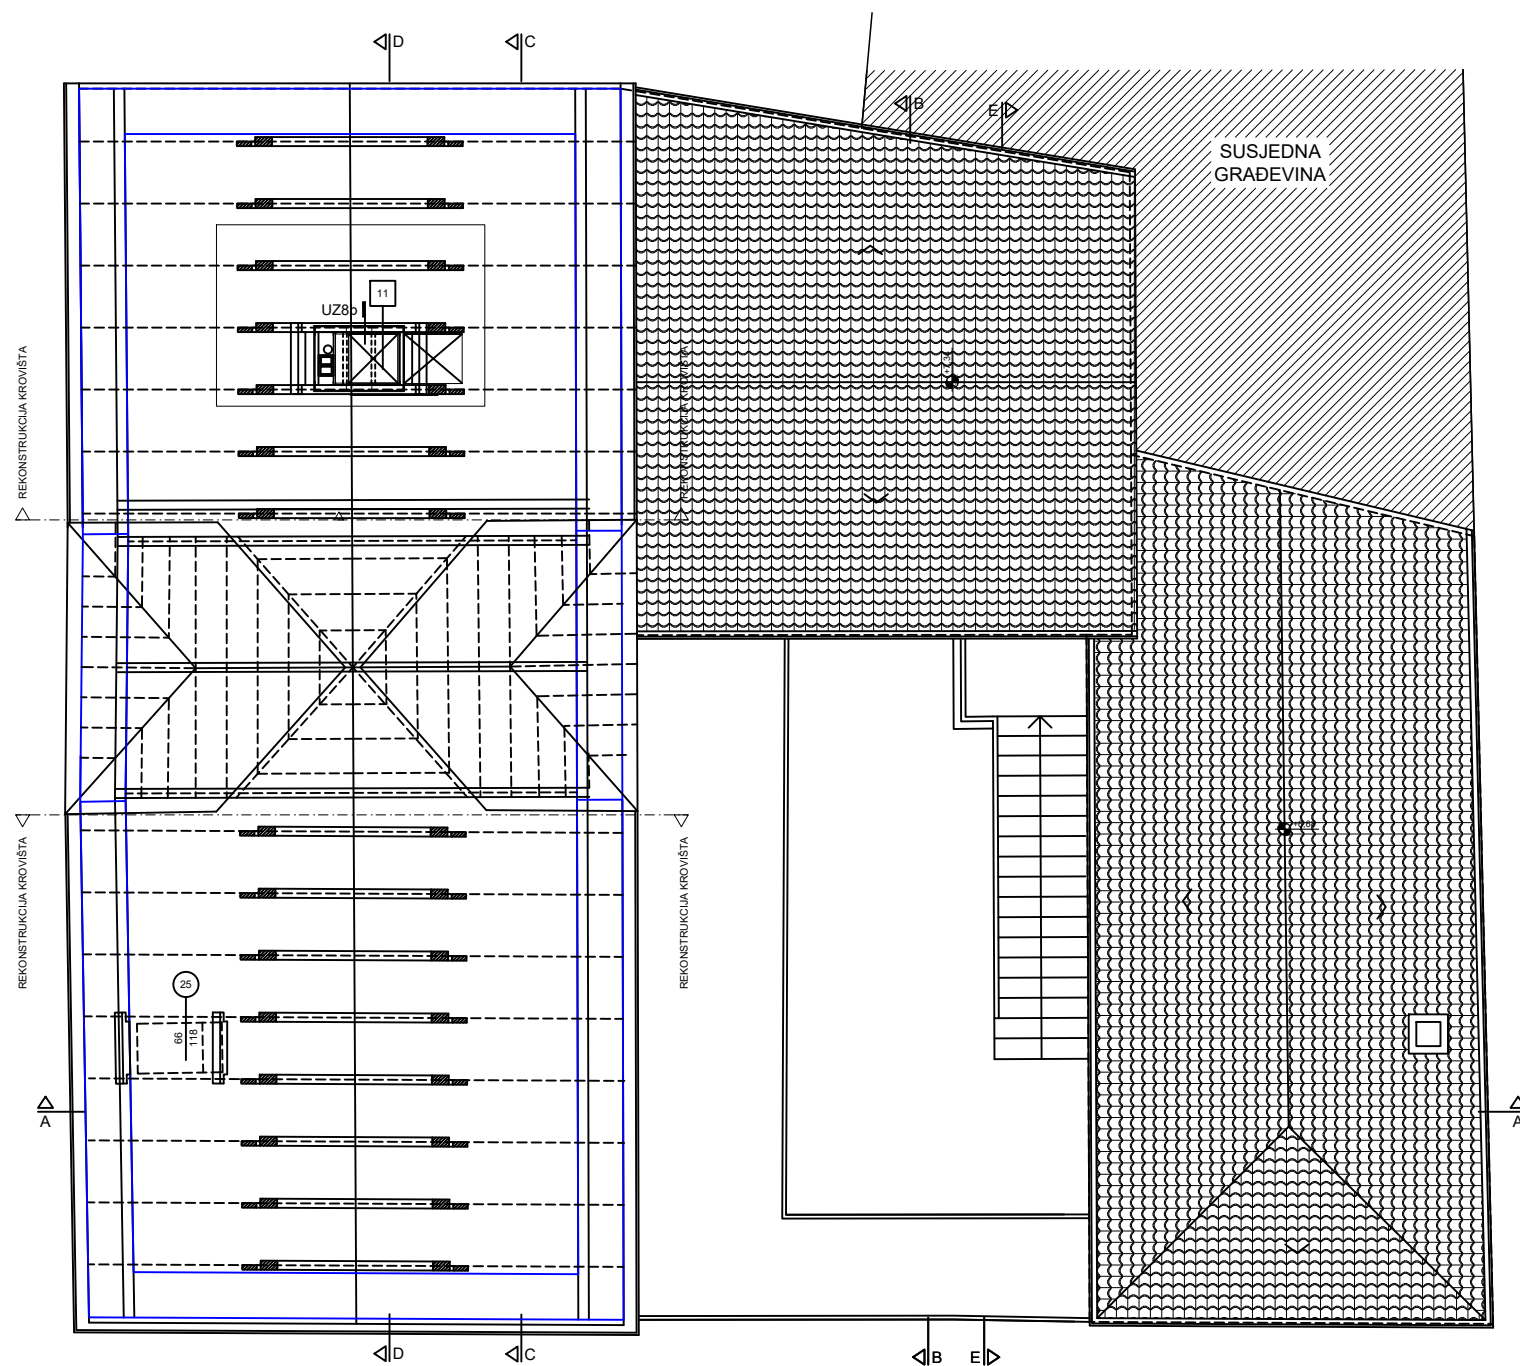 D
C
B
E
SUSJEDNA
GRAĐEVINA
11
UZ8b
REKONSTRUKCIJA KROVIŠTA
REKONSTRUKCIJA KROVIŠTA
REKONSTRUKCIJA KROVIŠTA
REKONSTRUKCIJA KROVIŠTA
25
66
118
A
A
D
C
B
E